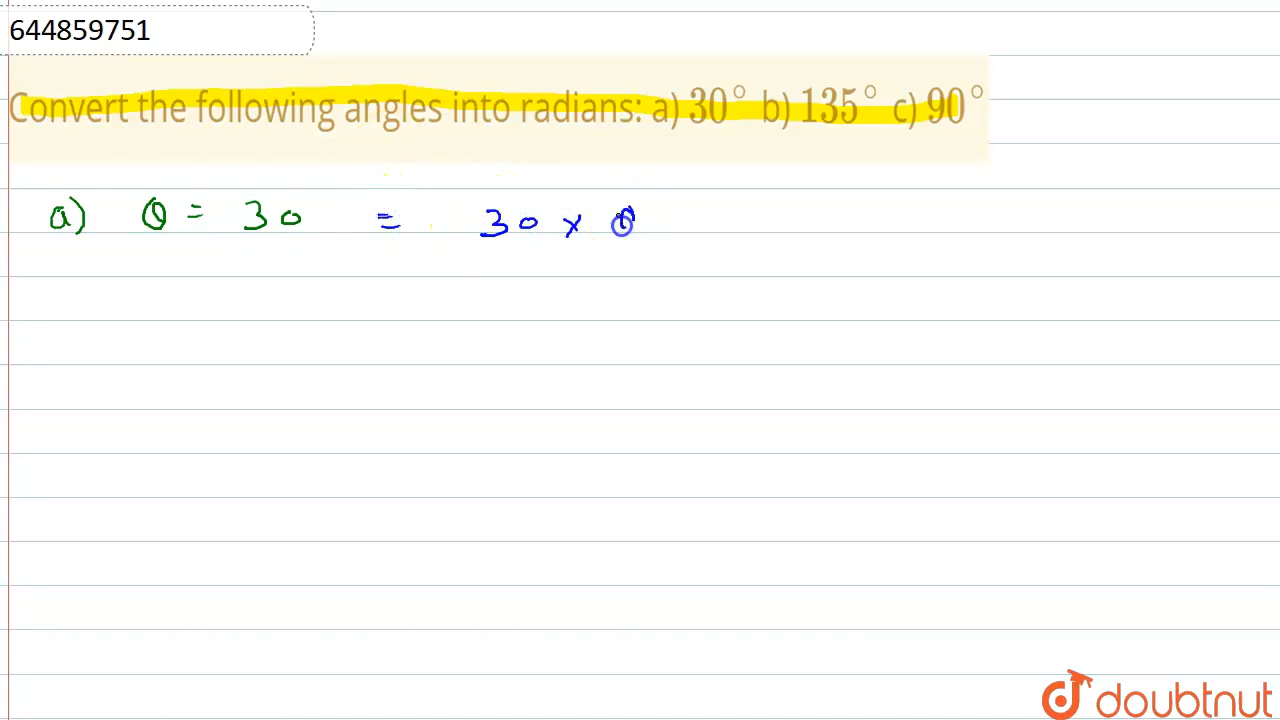 644859751
Convert the following angles into radians: a) 30° b) 135° c) 90°
a) θ = 30 = 30 ×
doubtnut